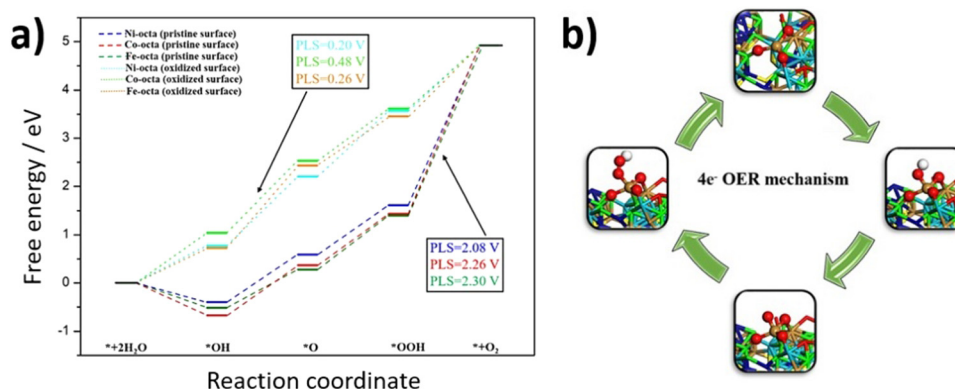 a)
Free energy / eV
5
4
3
2
1
0
-1
Ni-octa (pristine surface)
Co-octa (pristine surface)
Fe-octa (pristine surface)
Ni-octa (oxidized surface)
Co-octa (oxidized surface)
Fe-octa (oxidized surface)
PLS=0.20 V
PLS=0.48 V
PLS=0.26 V
PLS=2.08 V
PLS=2.26 V
PLS=2.30 V
*+2H₂O *OH *O *OOH *+O₂
Reaction coordinate
b)
4e⁻ OER mechanism